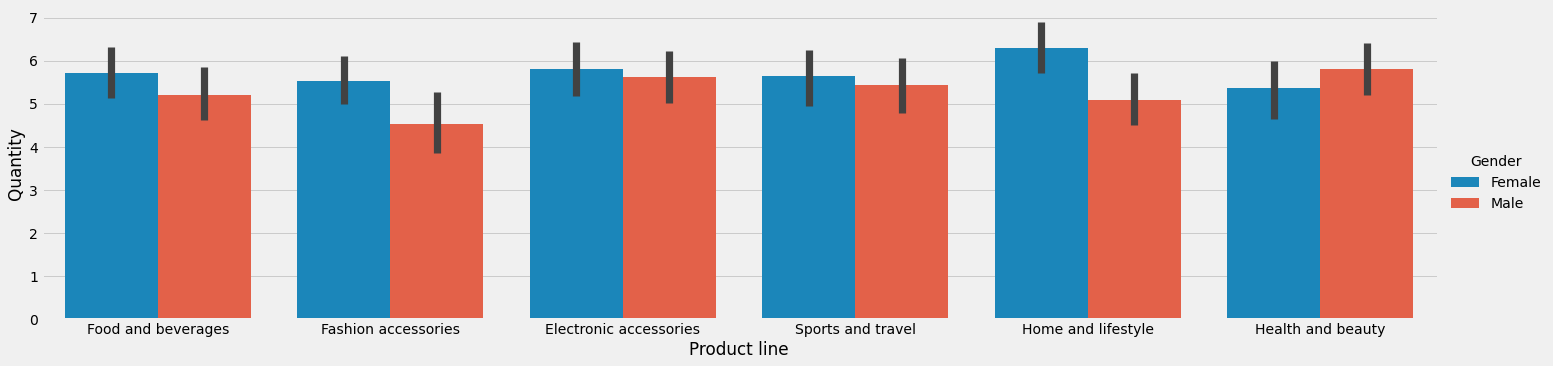 7
6
5
4
3
2
1
0
Quantity
Food and beverages
Fashion accessories
Electronic accessories
Sports and travel
Home and lifestyle
Health and beauty
Product line
Gender
Female
Male